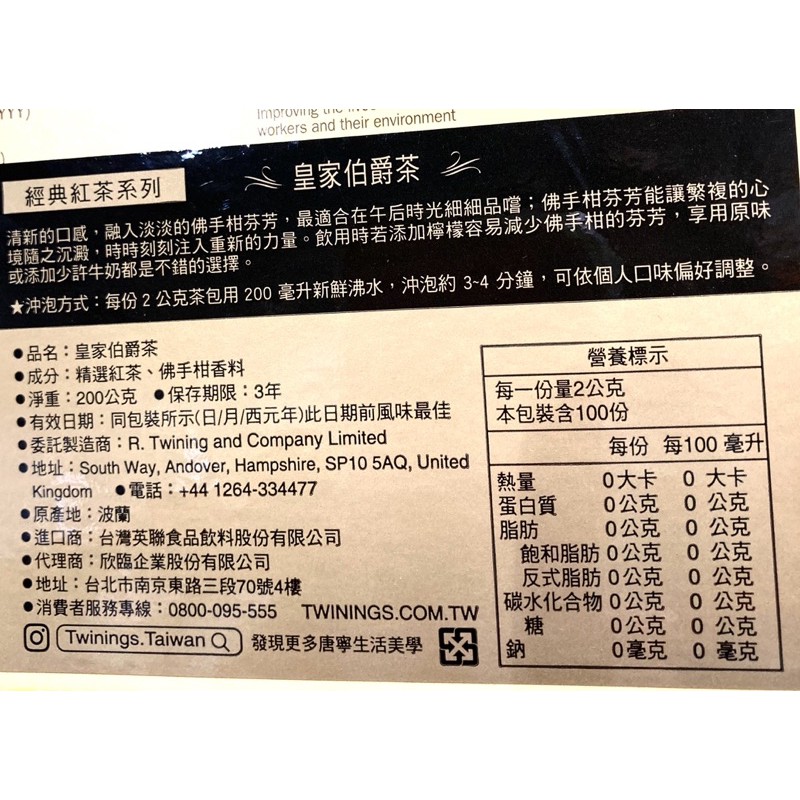 YYY)
)
Improving the lives
workers and their environment
經典紅茶系列
皇家伯爵茶
清新的口感，融入淡淡的佛手柑芬芳，最適合在午后時光細細品嚐；佛手柑芬芳能讓繁複的心
境隨之沉澱，時時刻刻注入重新的力量。飲用時若添加檸檬容易減少佛手柑的芬芳，享用原味
或添加少許牛奶都是不錯的選擇。
★沖泡方式：每份 2 公克茶包用 200 毫升新鮮沸水，沖泡約 3-4 分鐘，可依個人口味偏好調整。
●品名：皇家伯爵茶
●成分：精選紅茶、佛手柑香料
●淨重：200公克 ●保存期限：3年
●有效日期：同包裝所示(日/月/西元年)此日期前風味最佳
●委託製造商：R. Twining and Company Limited
●地址：South Way, Andover, Hampshire, SP10 5AQ, United
Kingdom ●電話：+44 1264-334477
●原產地：波蘭
●進口商：台灣英聯食品飲料股份有限公司
●代理商：欣臨企業股份有限公司
●地址：台北市南京東路三段70號4樓
●消費者服務專線：0800-095-555 TWININGS.COM.TW
Twinings.Taiwan 發現更多唐寧生活美學
營養標示
每一份量2公克
本包裝含100份
每份 每100 毫升
熱量 0大卡 0 大卡
蛋白質 0公克 0 公克
脂肪 0公克 0 公克
飽和脂肪 0公克 0 公克
反式脂肪 0公克 0 公克
碳水化合物 0公克 0 公克
糖 0公克 0 公克
鈉 0毫克 0 毫克